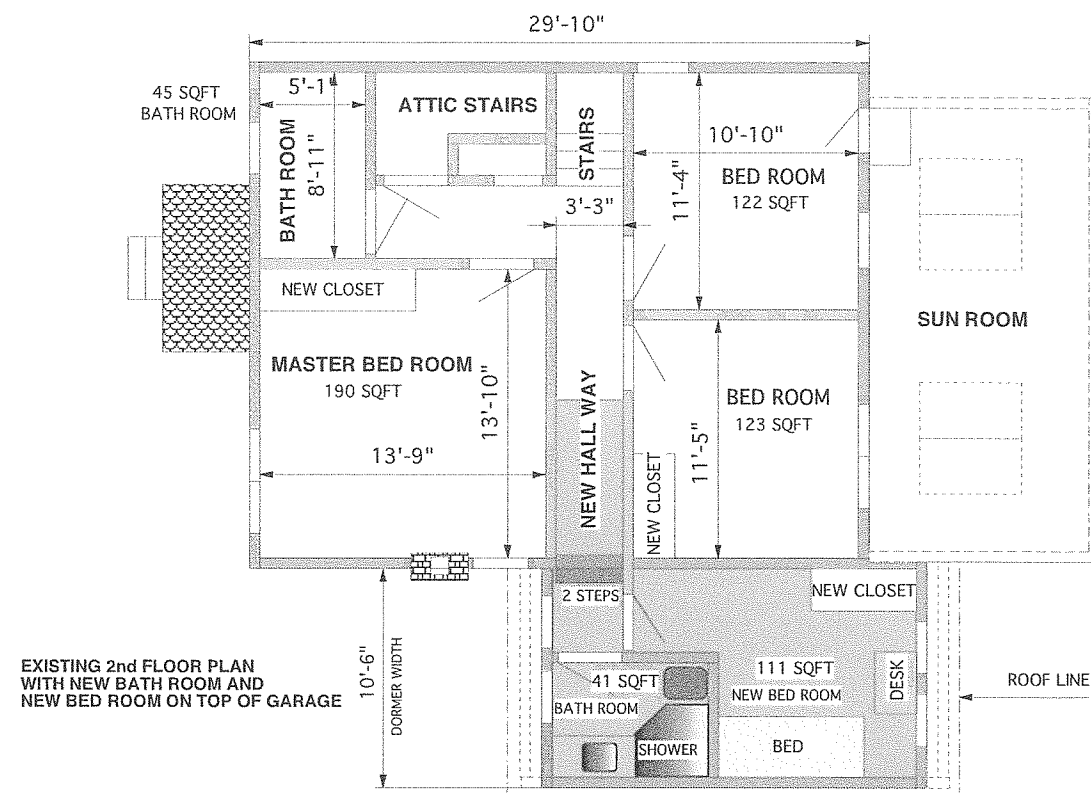 29'-10"
45 SQFT
BATH ROOM
5'-1"
BATH ROOM
8'-11"
ATTIC STAIRS
STAIRS
3'-3"
10'-10"
11'-4"
BED ROOM
122 SQFT
NEW CLOSET
MASTER BED ROOM
190 SQFT
13'-10"
13'-9"
NEW HALL WAY
SUN ROOM
BED ROOM
123 SQFT
11'-5"
NEW CLOSET
2 STEPS
NEW CLOSET
10'-6"
DORMER WIDTH
EXISTING 2nd FLOOR PLAN
WITH NEW BATH ROOM AND
NEW BED ROOM ON TOP OF GARAGE
41 SQFT
BATH ROOM
SHOWER
111 SQFT
NEW BED ROOM
DESK
BED
ROOF LINE